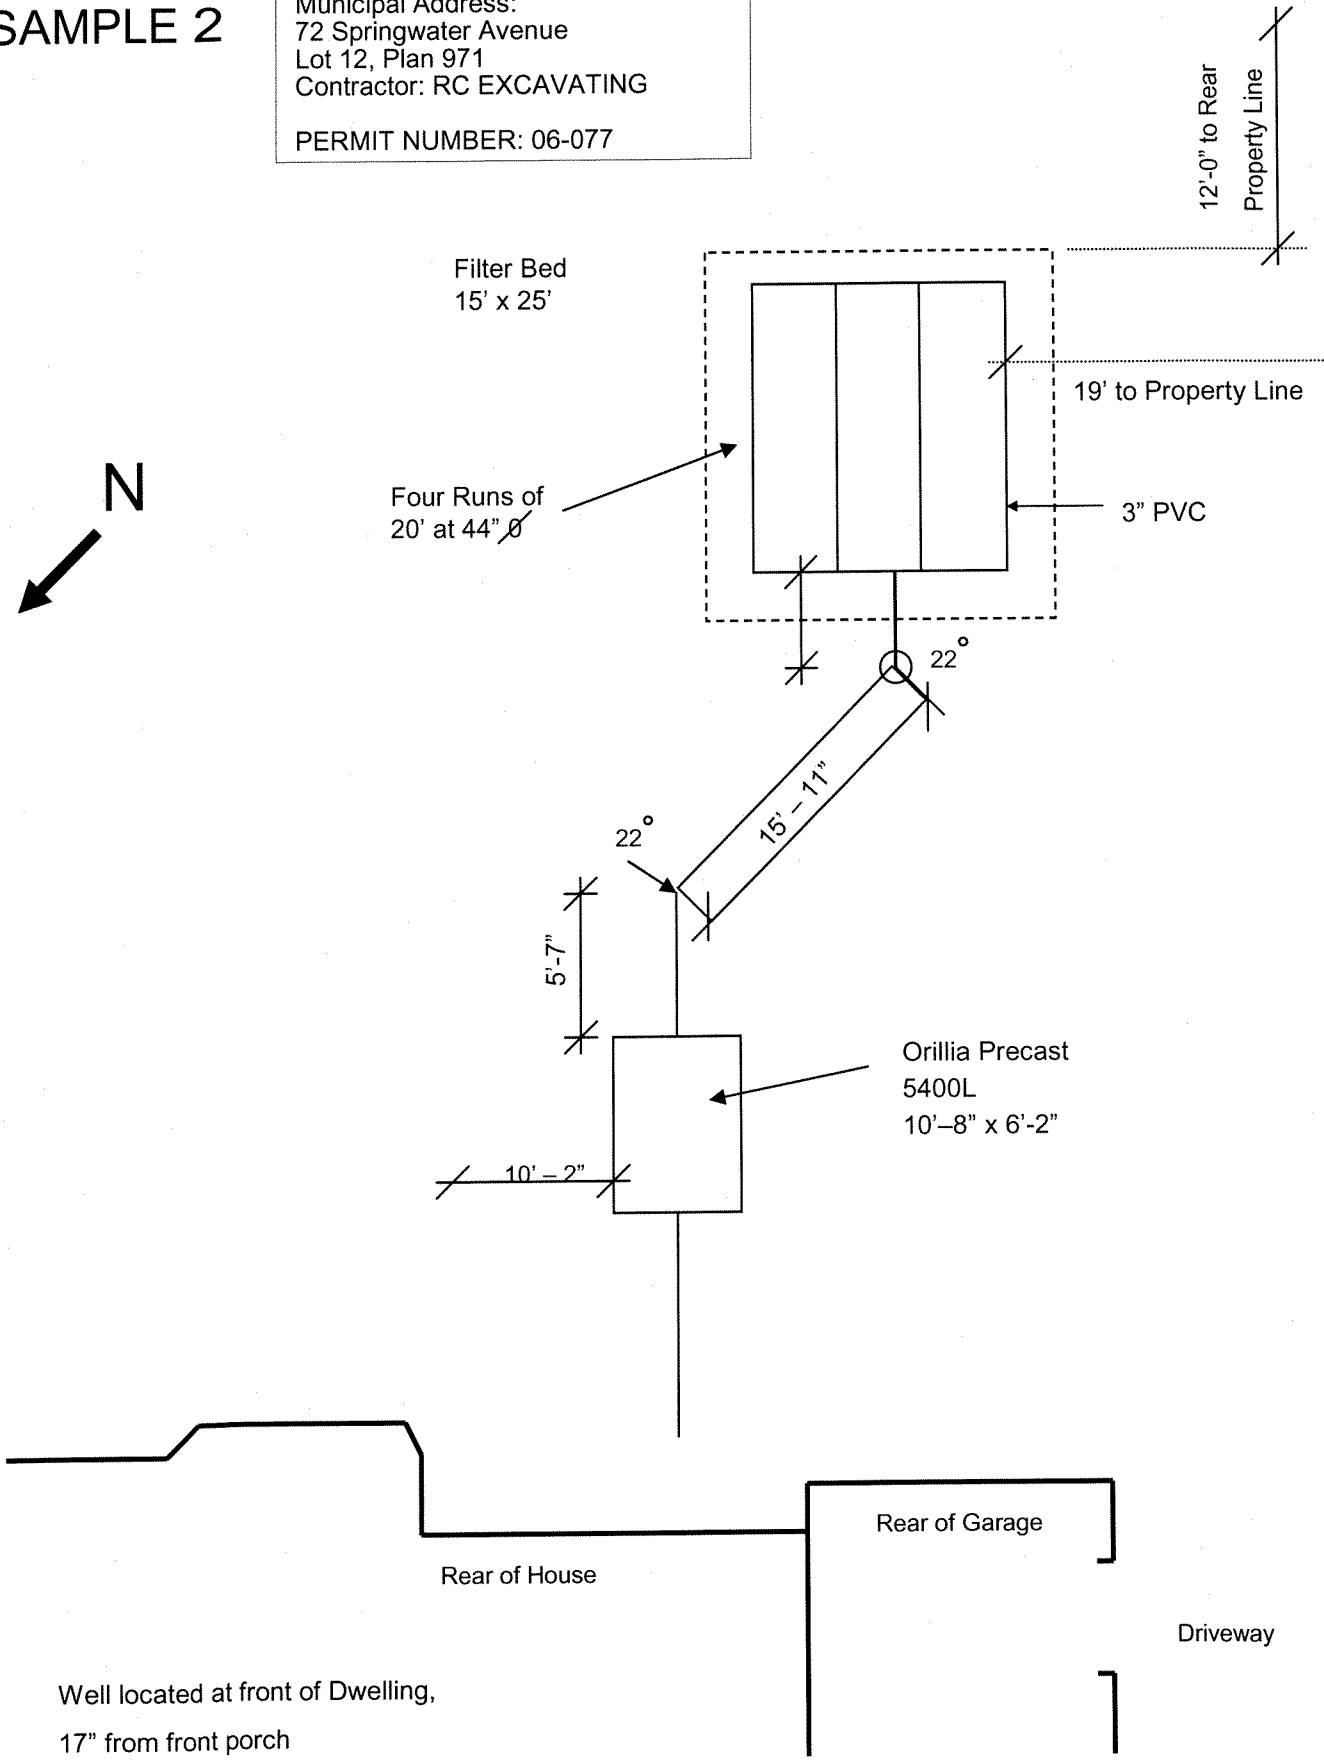 SAMPLE 2
Municipal Address:
72 Springwater Avenue
Lot 12, Plan 971
Contractor: RC EXCAVATING
PERMIT NUMBER: 06-077
12'-0" to Rear
Property Line
Filter Bed
15' x 25'
19' to Property Line
N
Four Runs of
20' at 44" 0
3" PVC
22°
15' – 11"
22°
5'-7"
Orillia Precast
5400L
10'–8" x 6'-2"
10' – 2"
Rear of Garage
Rear of House
Driveway
Well located at front of Dwelling,
17" from front porch